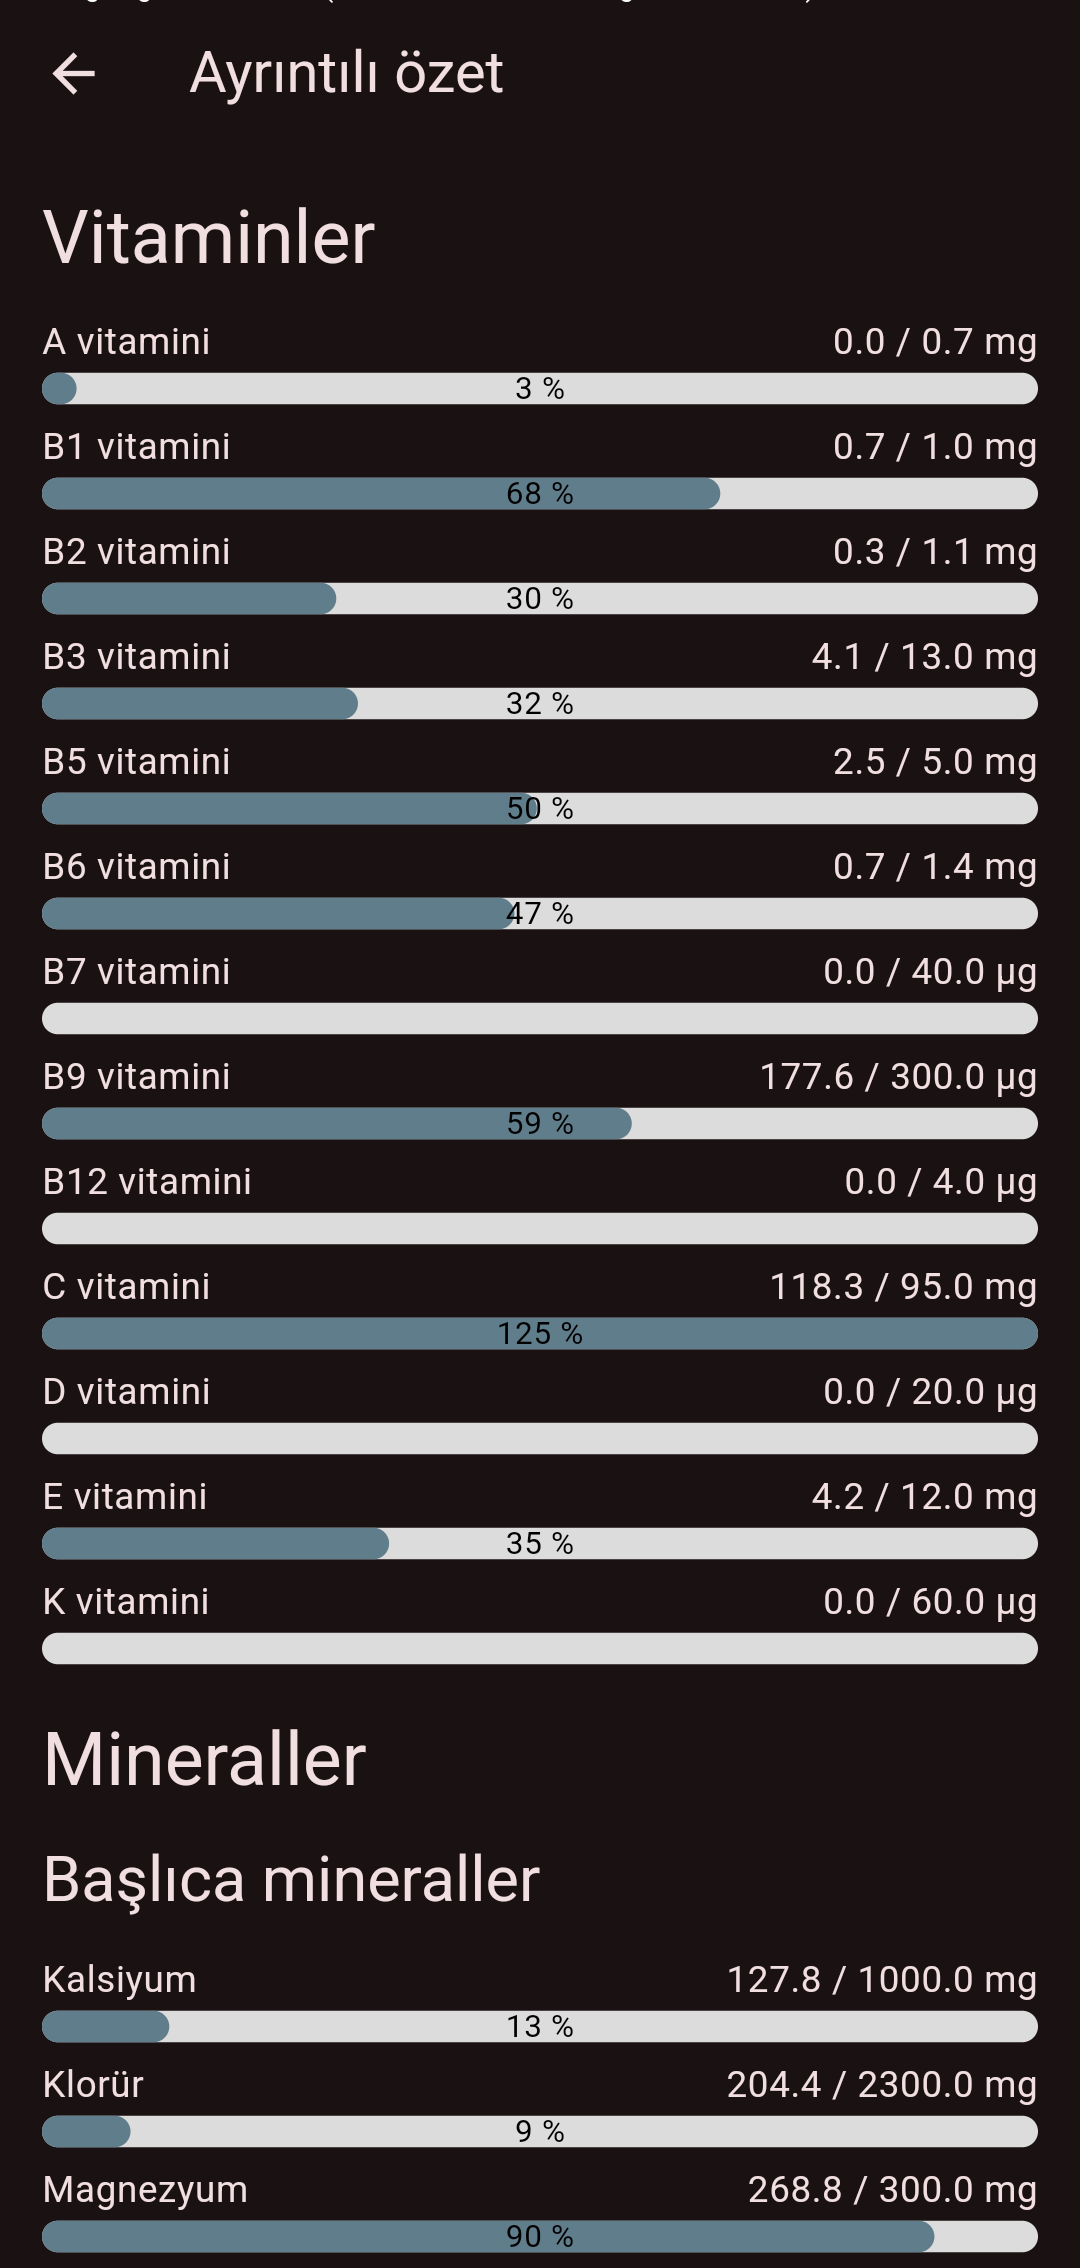 Ayrıntılı özet
Vitaminler
A vitamini 0.0 / 0.7 mg
3 %
B1 vitamini 0.7 / 1.0 mg
68 %
B2 vitamini 0.3 / 1.1 mg
30 %
B3 vitamini 4.1 / 13.0 mg
32 %
B5 vitamini 2.5 / 5.0 mg
50 %
B6 vitamini 0.7 / 1.4 mg
47 %
B7 vitamini 0.0 / 40.0 µg
B9 vitamini 177.6 / 300.0 µg
59 %
B12 vitamini 0.0 / 4.0 µg
C vitamini 118.3 / 95.0 mg
125 %
D vitamini 0.0 / 20.0 µg
E vitamini 4.2 / 12.0 mg
35 %
K vitamini 0.0 / 60.0 µg
Mineraller
Başlıca mineraller
Kalsiyum 127.8 / 1000.0 mg
13 %
Klorür 204.4 / 2300.0 mg
9 %
Magnezyum 268.8 / 300.0 mg
90 %